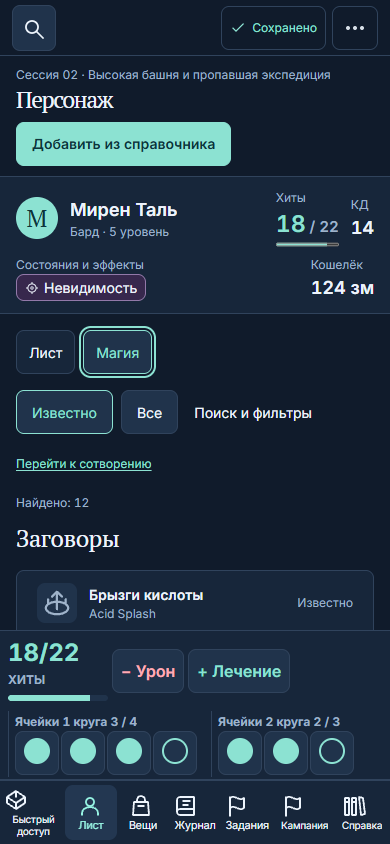 Сохранено
Сессия 02 · Высокая башня и пропавшая экспедиция
Персонаж
Добавить из справочника
М
Мирен Таль
Бард · 5 уровень
Хиты
18 / 22
КД
14
Состояния и эффекты
Невидимость
Кошелёк
124 зм
Лист
Магия
Известно
Все
Поиск и фильтры
Перейти к сотворению
Найдено: 12
Заговоры
Брызги кислоты
Acid Splash
Известно
18/22
ХИТЫ
− Урон
+ Лечение
Ячейки 1 круга 3 / 4
Ячейки 2 круга 2 / 3
Быстрый
доступ
Лист
Вещи
Журнал
Задания
Кампания
Справка